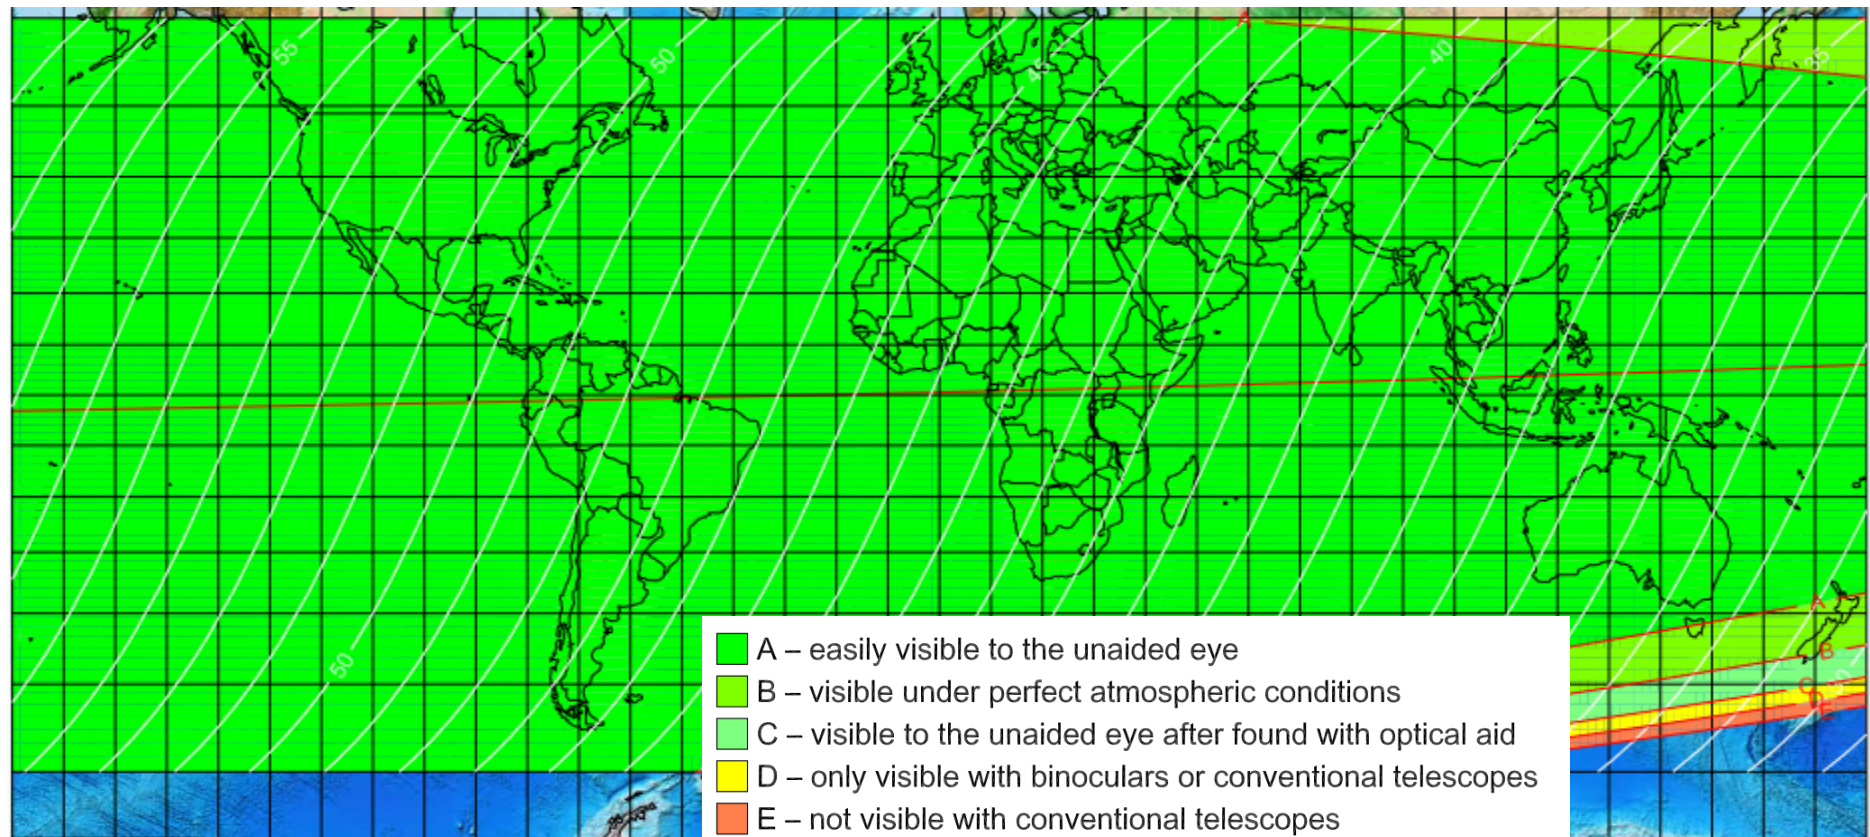 A
55
50
45
40
35
50
A
B
C
D
E
30
A – easily visible to the unaided eye
B – visible under perfect atmospheric conditions
C – visible to the unaided eye after found with optical aid
D – only visible with binoculars or conventional telescopes
E – not visible with conventional telescopes